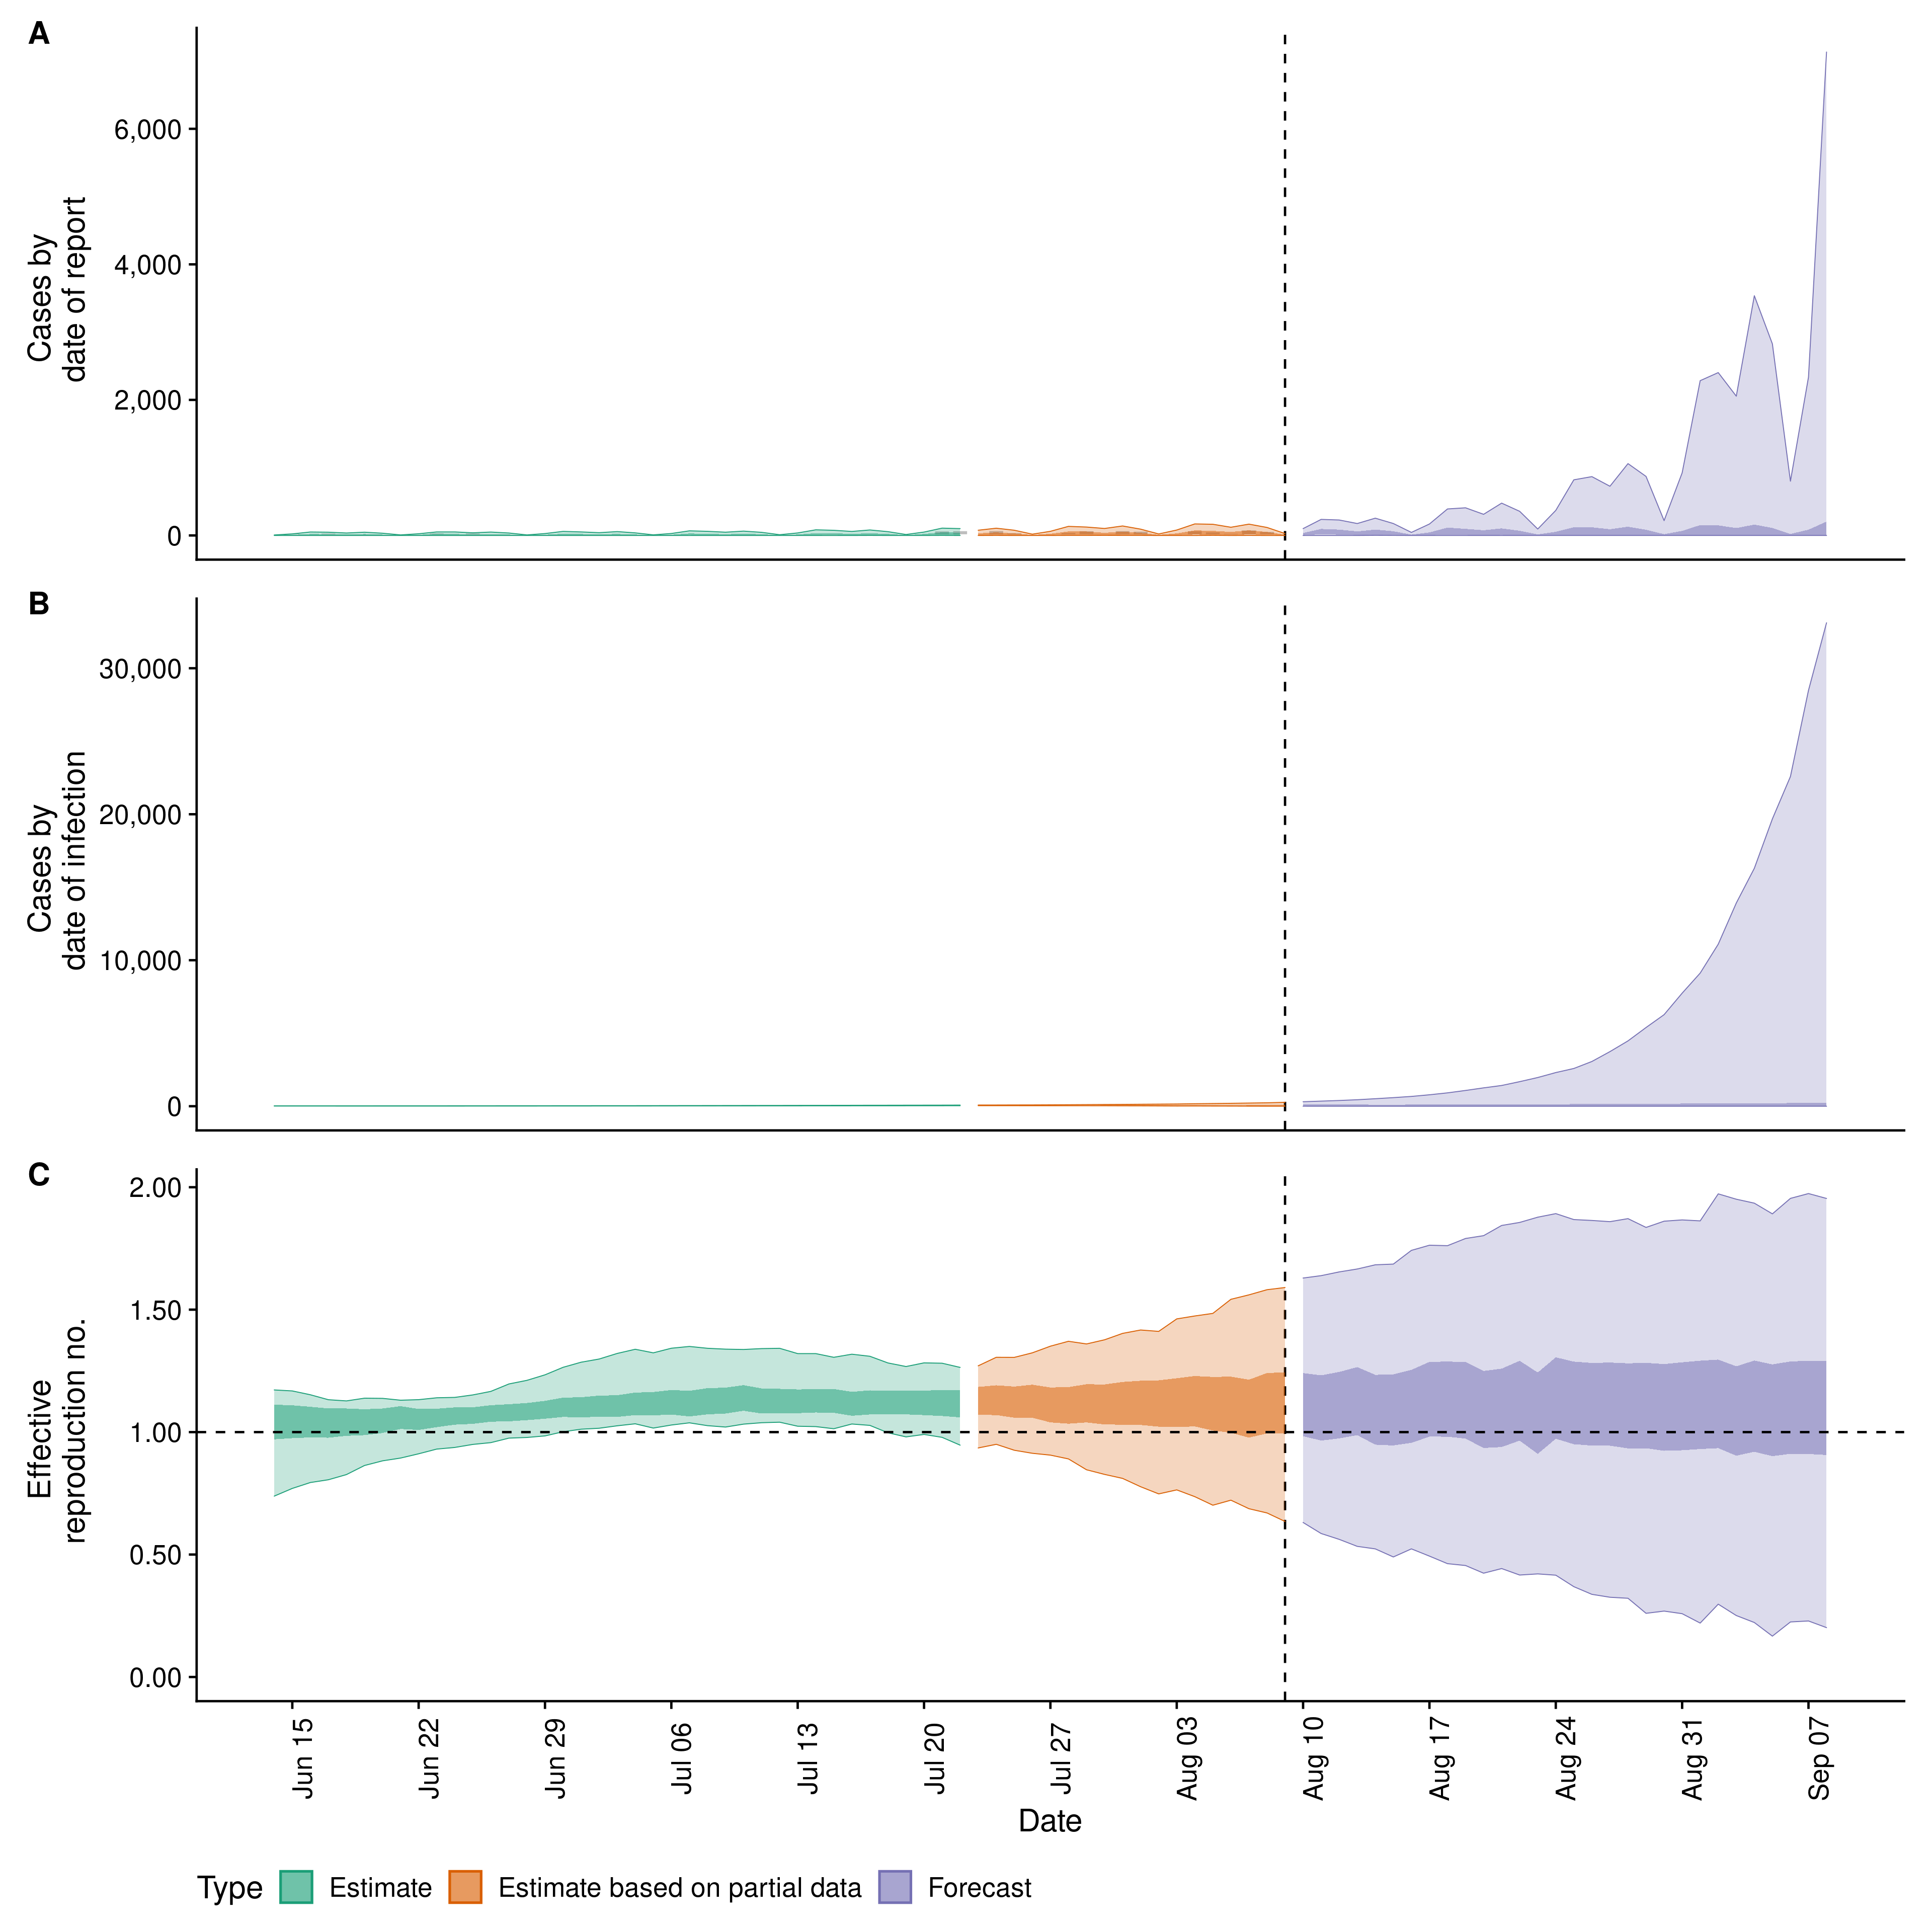 A
Cases by
date of report
6,000
4,000
2,000
0
B
Cases by
date of infection
30,000
20,000
10,000
0
C
Effective
reproduction no.
2.00
1.50
1.00
0.50
0.00
Jun 15
Jun 22
Jun 29
Jul 06
Jul 13
Jul 20
Jul 27
Aug 03
Aug 10
Aug 17
Aug 24
Aug 31
Sep 07
Date
Type Estimate Estimate based on partial data Forecast